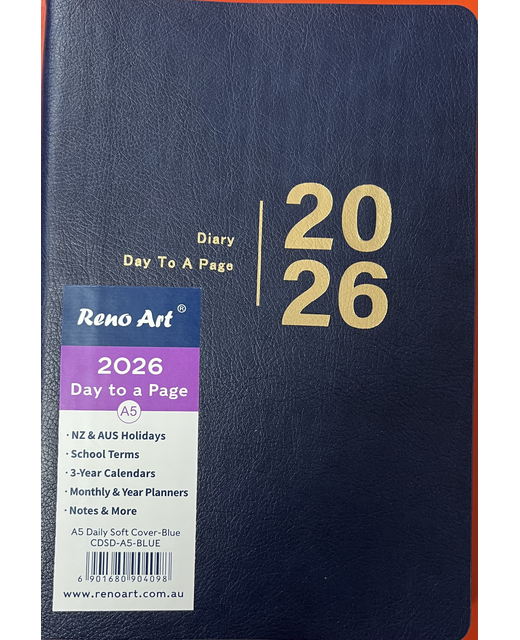 20
Diary
Day To A Page
26
Reno Art ®
2026
Day to a Page
A5
· NZ & AUS Holidays
· School Terms
· 3-Year Calendars
· Monthly & Year Planners
· Notes & More
A5 Daily Soft Cover-Blue
CDSD-A5-BLUE
6 901680 904098
www.renoart.com.au